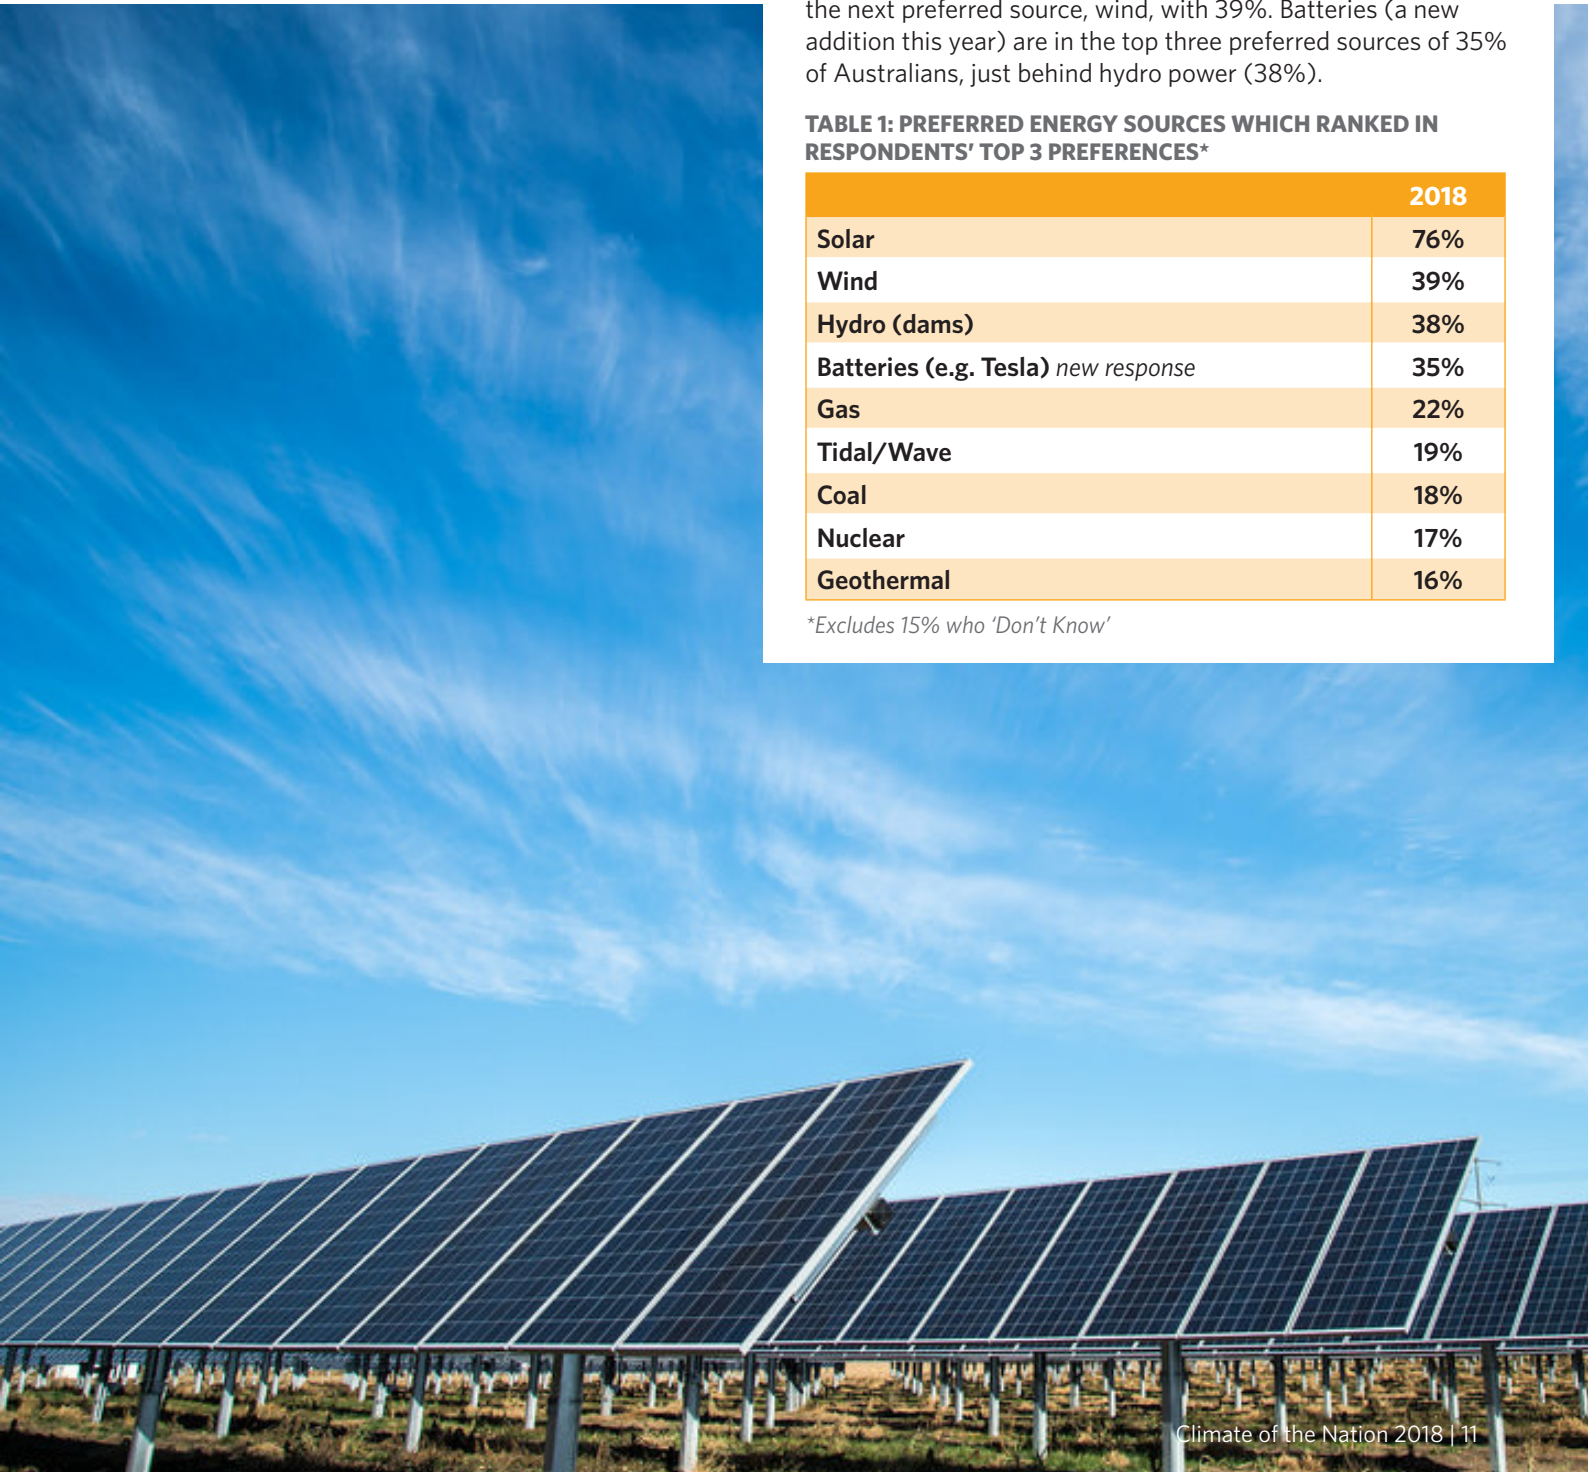 the next preferred source, wind, with 39%. Batteries (a new
addition this year) are in the top three preferred sources of 35%
of Australians, just behind hydro power (38%).
TABLE 1: PREFERRED ENERGY SOURCES WHICH RANKED IN
RESPONDENTS’ TOP 3 PREFERENCES*
2018
Solar 76%
Wind 39%
Hydro (dams) 38%
Batteries (e.g. Tesla) new response 35%
Gas 22%
Tidal/Wave 19%
Coal 18%
Nuclear 17%
Geothermal 16%
*Excludes 15% who ‘Don’t Know’
Climate of the Nation 2018 | 11